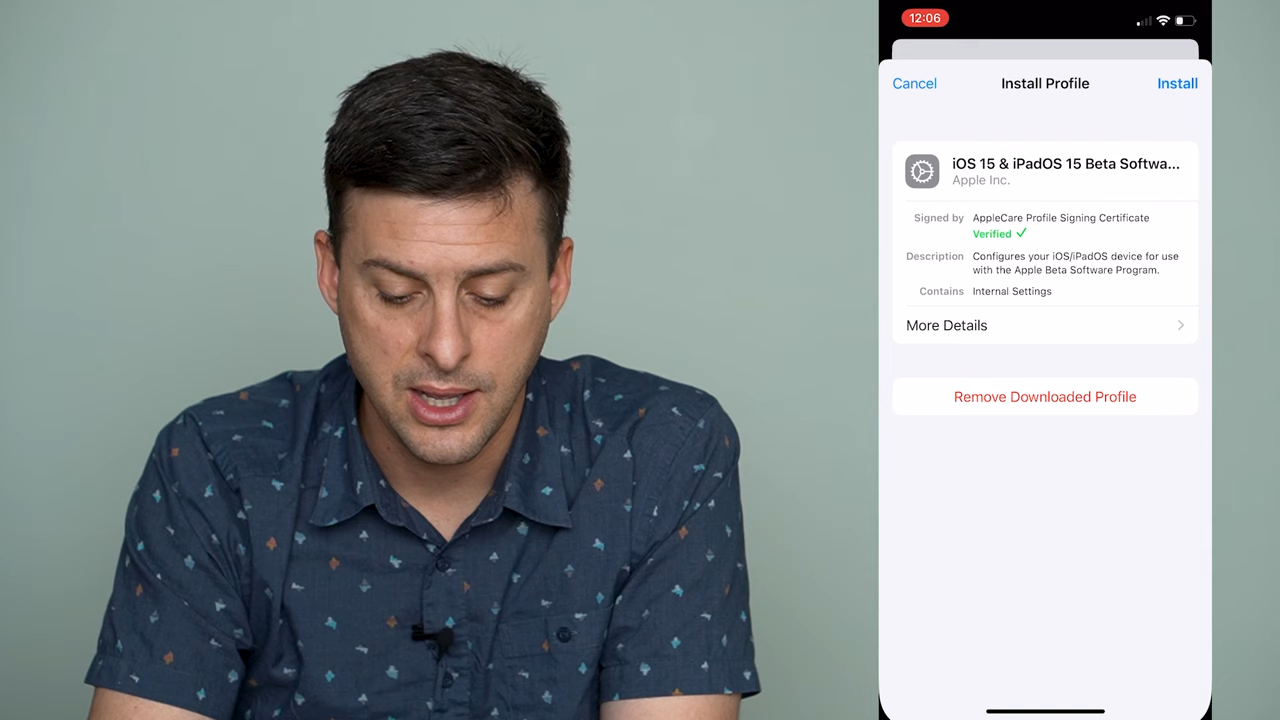 12:06
Cancel Install Profile Install
iOS 15 & iPadOS 15 Beta Softwa...
Apple Inc.
Signed by AppleCare Profile Signing Certificate
Verified ✓
Description Configures your iOS/iPadOS device for use
with the Apple Beta Software Program.
Contains Internal Settings
More Details
Remove Downloaded Profile